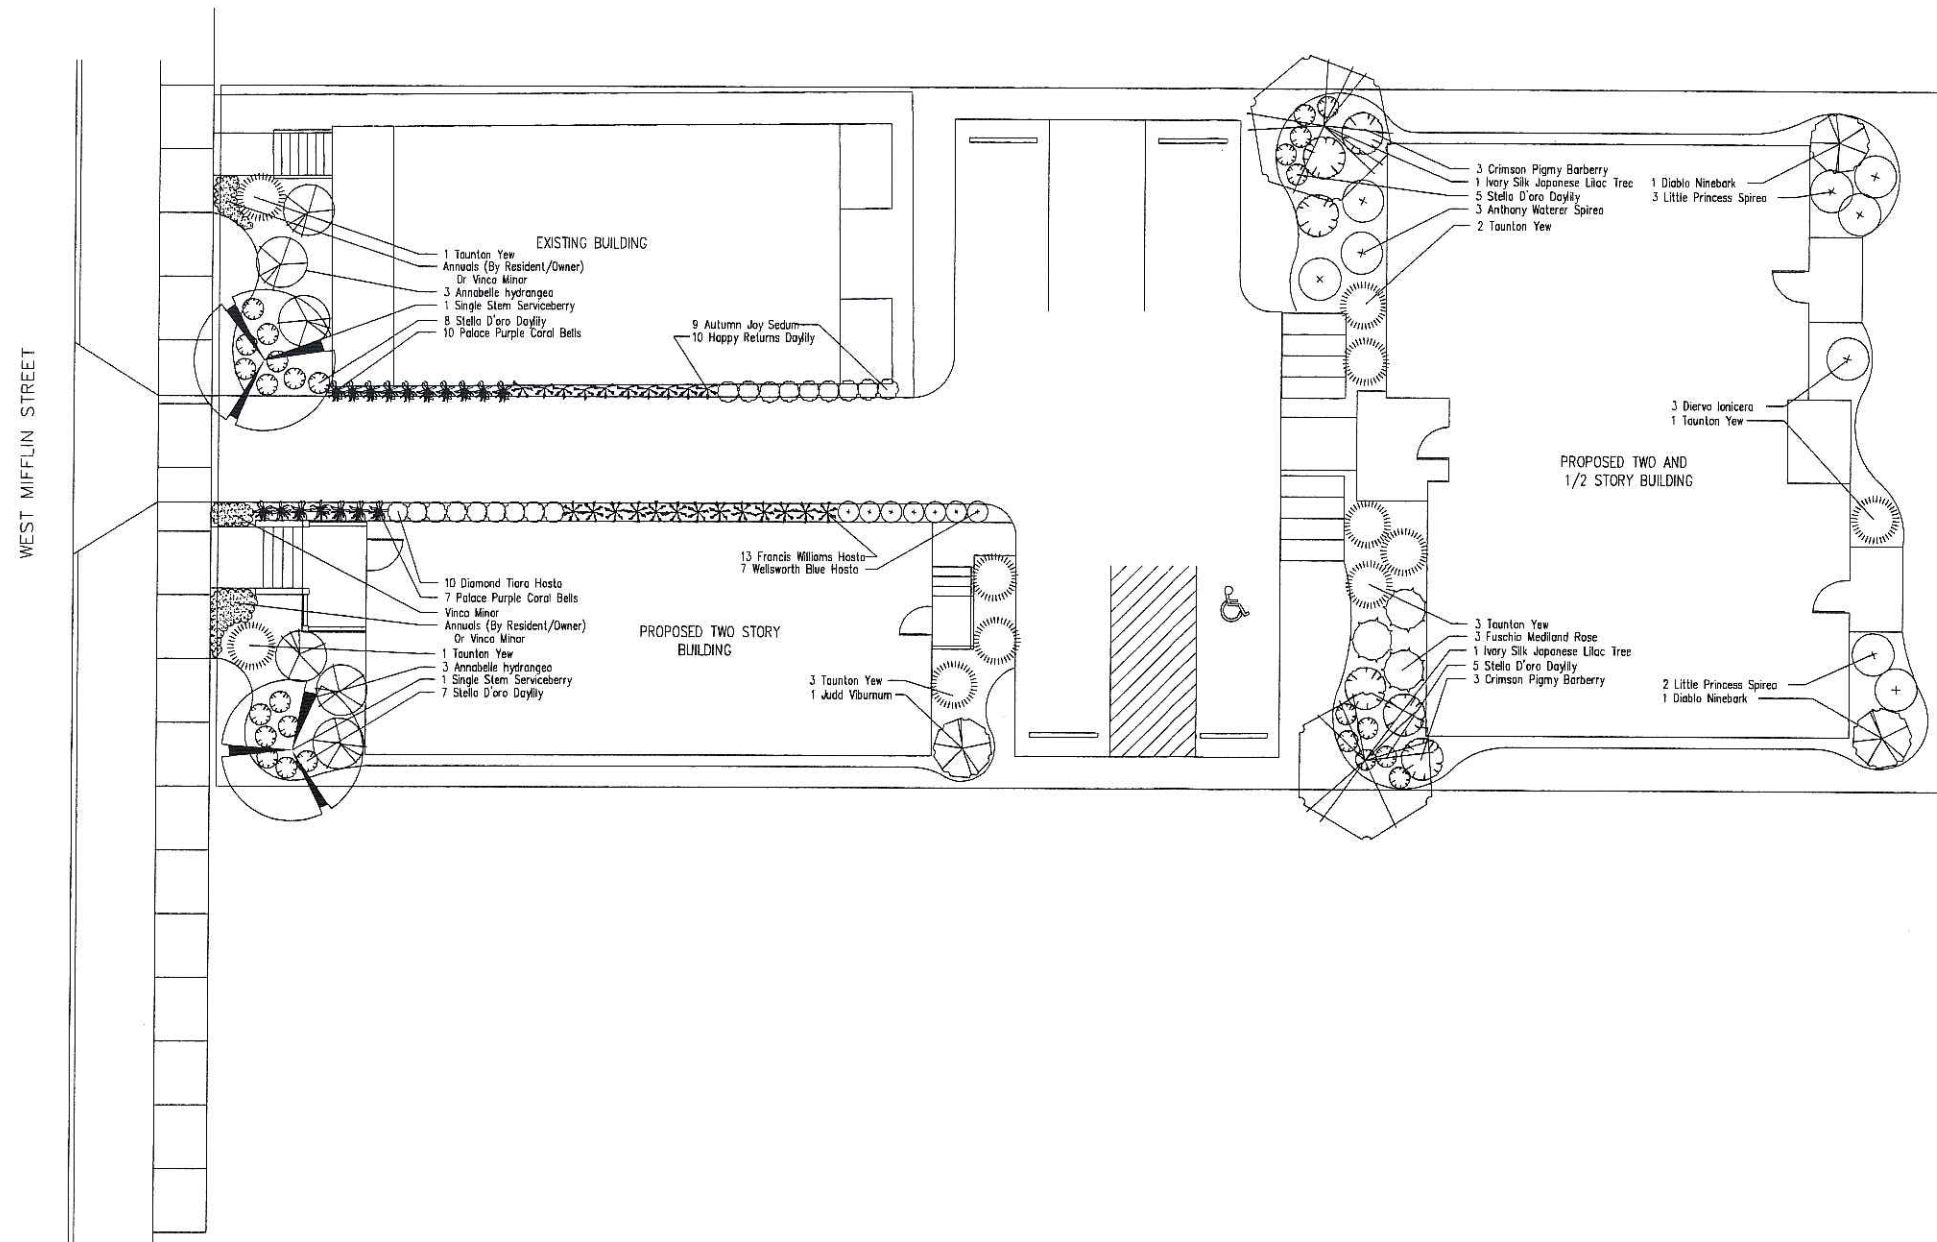 WEST MIFFLIN STREET
EXISTING BUILDING
1 Taunton Yew
Annuals (By Resident/Owner)
Or Vinca Minor
3 Annabelle hydrangea
1 Single Stem Serviceberry
8 Stella D'oro Daylily
10 Palace Purple Coral Bells
9 Autumn Joy Sedum
10 Happy Returns Daylily
3 Crimson Pigmy Barberry
1 Ivory Silk Japanese Lilac Tree
5 Stella D'oro Daylily
3 Anthony Waterer Spirea
2 Taunton Yew
1 Diablo Ninebark
3 Little Princess Spirea
3 Dierva lonicera
1 Taunton Yew
PROPOSED TWO AND
1/2 STORY BUILDING
13 Francis Williams Hosta
7 Wellsworth Blue Hosta
10 Diamond Tiara Hosta
7 Palace Purple Coral Bells
Vinca Minor
Annuals (By Resident/Owner)
Or Vinca Minor
1 Taunton Yew
3 Annabelle hydrangea
1 Single Stem Serviceberry
7 Stella D'oro Daylily
PROPOSED TWO STORY
BUILDING
3 Taunton Yew
1 Judd Viburnum
3 Taunton Yew
3 Fuschia Mediland Rose
1 Ivory Silk Japanese Lilac Tree
5 Stella D'oro Daylily
3 Crimson Pigmy Barberry
2 Little Princess Spirea
1 Diablo Ninebark